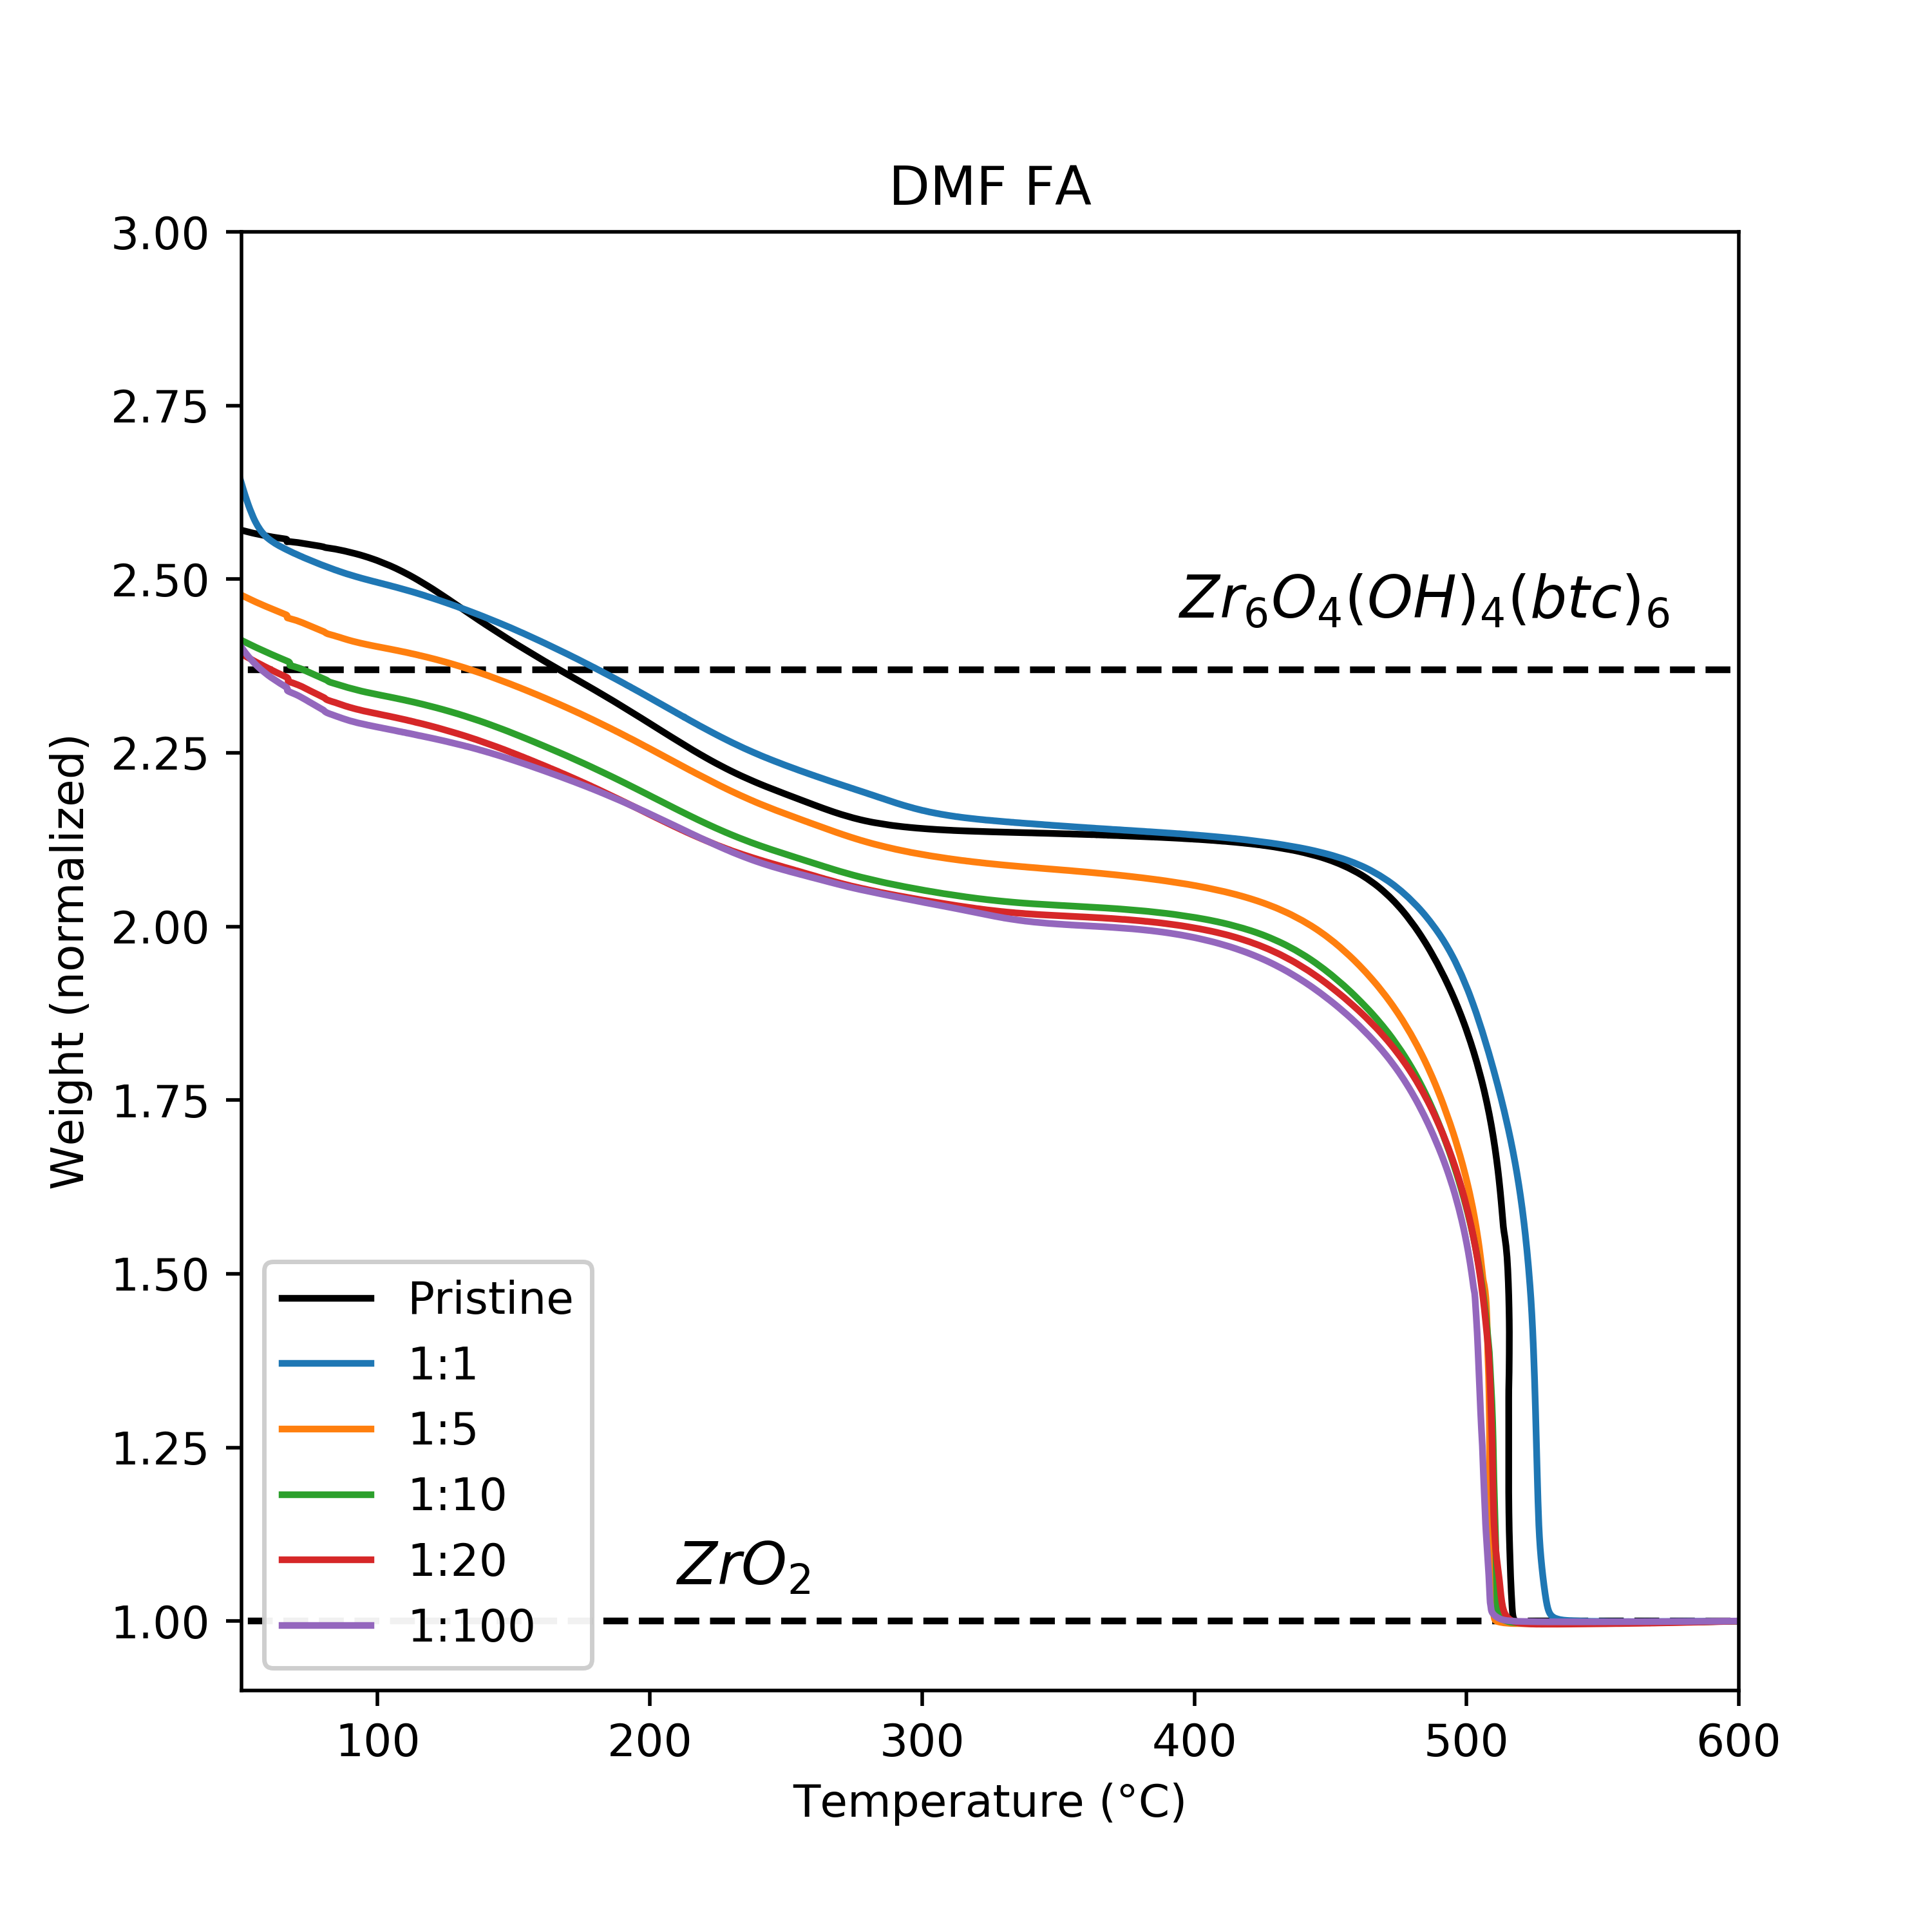 DMF FA
3.00
2.75
2.50
2.25
2.00
1.75
1.50
1.25
1.00
Weight (normalized)
Zr₆O₄(OH)₄(btc)₆
ZrO₂
Pristine
1:1
1:5
1:10
1:20
1:100
100 200 300 400 500 600
Temperature (°C)